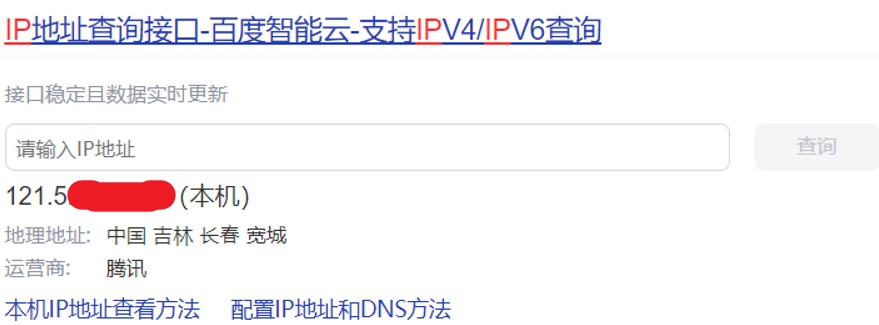 IP地址查询接口-百度智能云-支持IPV4/IPV6查询
接口稳定且数据实时更新
请输入IP地址 查询
121.5 (本机)
地理地址: 中国 吉林 长春 宽城
运营商: 腾讯
本机IP地址查看方法 配置IP地址和DNS方法